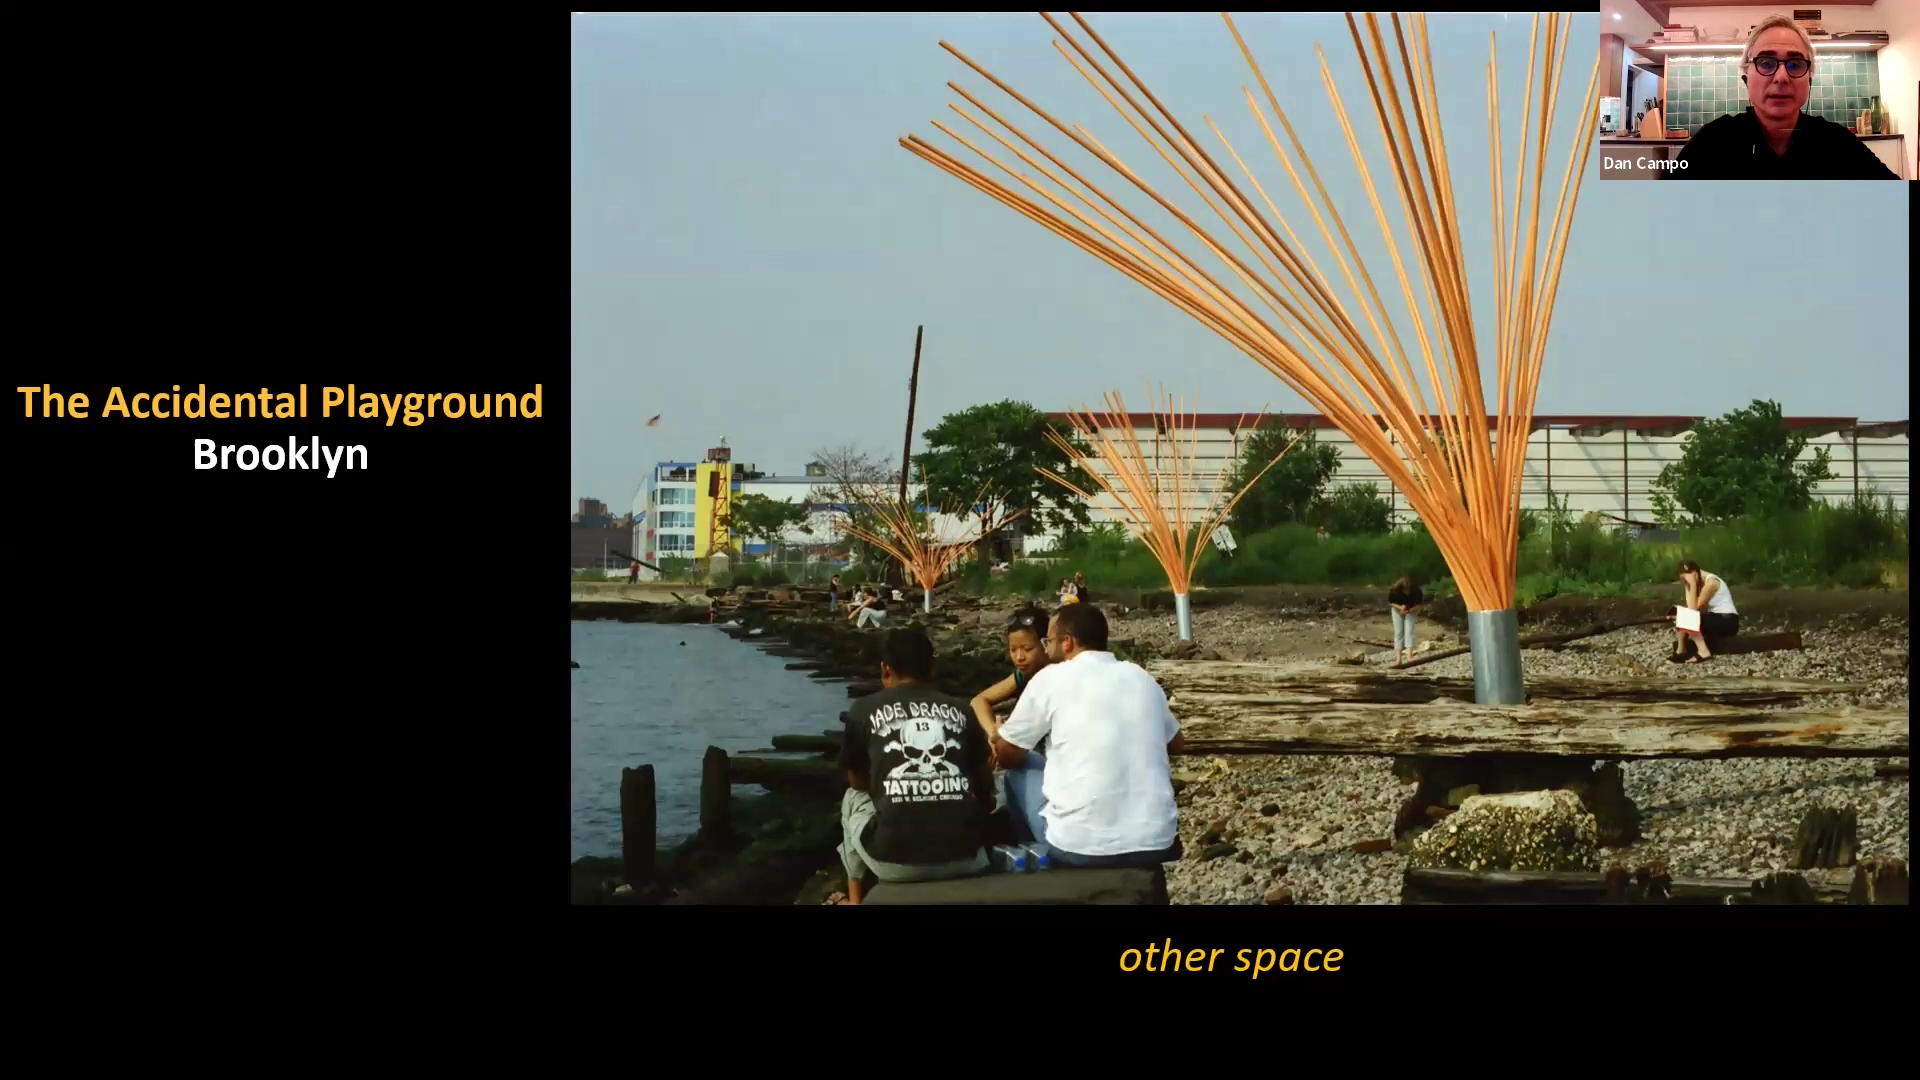 The Accidental Playground
Brooklyn
Dan Campo
JADE DRAGON
13
TATTOOING
other space